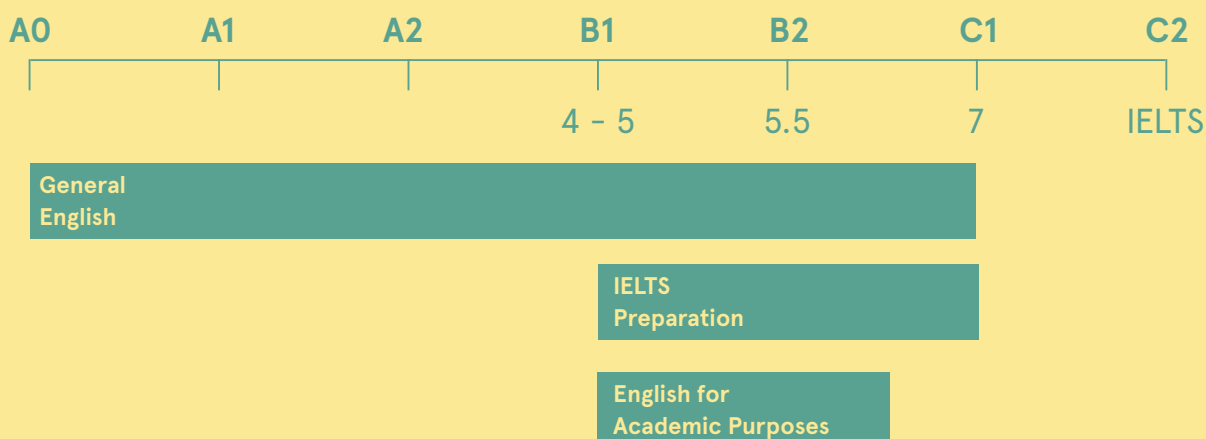 A0 A1 A2 B1 B2 C1 C2
4 - 5 5.5 7 IELTS
General
English
IELTS
Preparation
English for
Academic Purposes